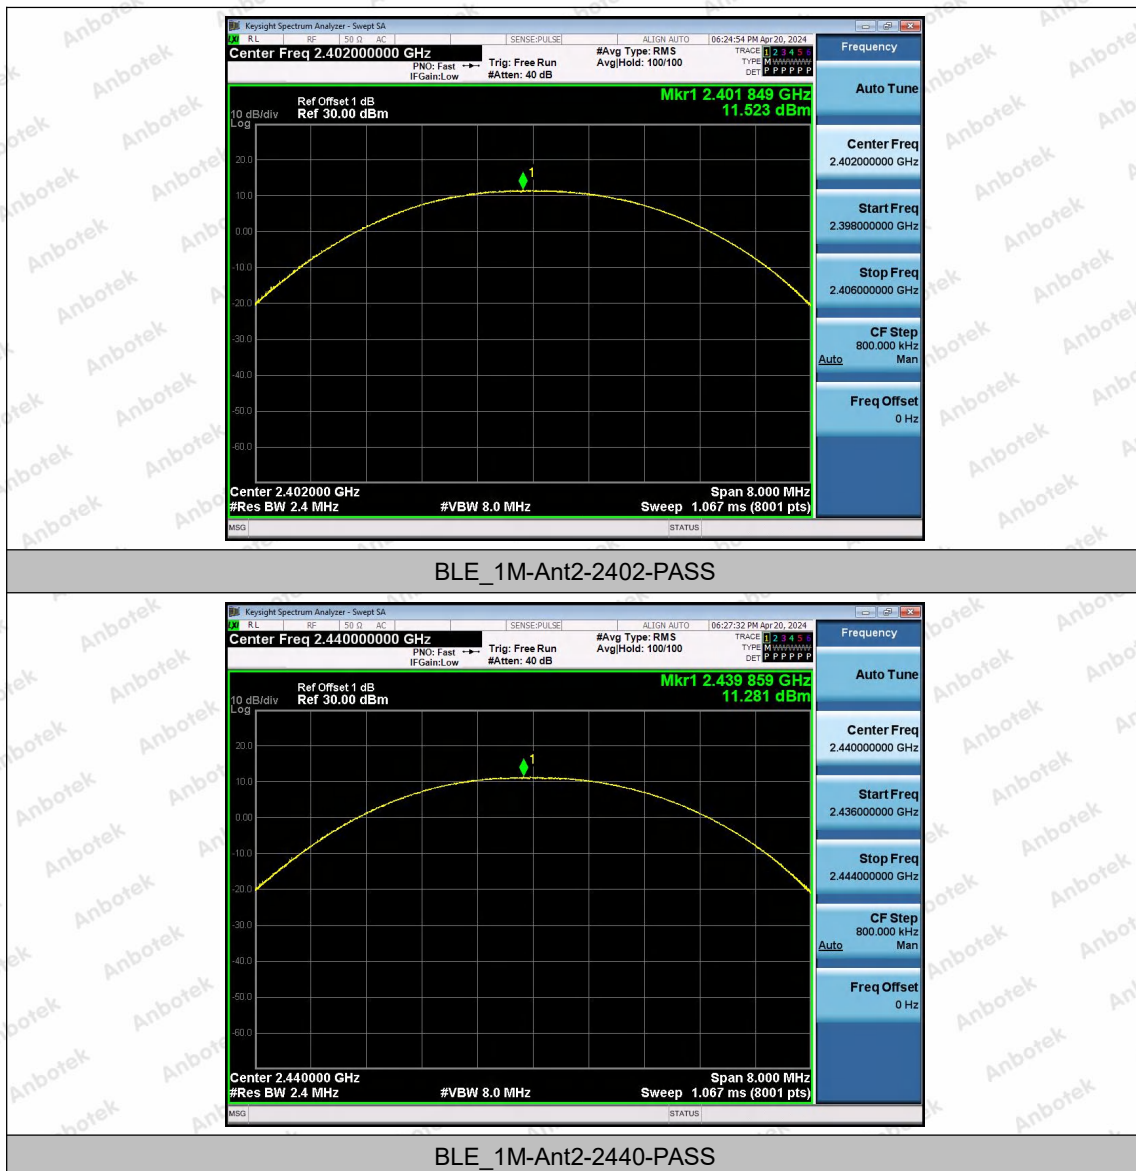 Keysight Spectrum Analyzer - Swept SA
RL RF 50 Ω AC SENSE:PULSE ALIGN AUTO 06:24:54 PM Apr 20, 2024
Center Freq 2.402000000 GHz #Avg Type: RMS TRACE 1 2 3 4 5 6
PNO: Fast Trig: Free Run Avg|Hold: 100/100 TYPE M WWWWW
IFGain:Low #Atten: 40 dB DET P P P P P P
Mkr1 2.401 849 GHz
Ref Offset 1 dB
10 dB/div Ref 30.00 dBm 11.523 dBm
Log
20.0
1
10.0
0.00
-10.0
-20.0
-30.0
-40.0
-50.0
-60.0
Center 2.402000 GHz Span 8.000 MHz
#Res BW 2.4 MHz #VBW 8.0 MHz Sweep 1.067 ms (8001 pts)
MSG STATUS
Frequency
Auto Tune
Center Freq
2.402000000 GHz
Start Freq
2.398000000 GHz
Stop Freq
2.406000000 GHz
CF Step
800.000 kHz
Auto Man
Freq Offset
0 Hz
BLE_1M-Ant2-2402-PASS
Keysight Spectrum Analyzer - Swept SA
RL RF 50 Ω AC SENSE:PULSE ALIGN AUTO 06:27:32 PM Apr 20, 2024
Center Freq 2.440000000 GHz #Avg Type: RMS TRACE 1 2 3 4 5 6
PNO: Fast Trig: Free Run Avg|Hold: 100/100 TYPE M WWWWW
IFGain:Low #Atten: 40 dB DET P P P P P P
Mkr1 2.439 859 GHz
Ref Offset 1 dB
10 dB/div Ref 30.00 dBm 11.281 dBm
Log
20.0
1
10.0
0.00
-10.0
-20.0
-30.0
-40.0
-50.0
-60.0
Center 2.440000 GHz Span 8.000 MHz
#Res BW 2.4 MHz #VBW 8.0 MHz Sweep 1.067 ms (8001 pts)
MSG STATUS
Frequency
Auto Tune
Center Freq
2.440000000 GHz
Start Freq
2.436000000 GHz
Stop Freq
2.444000000 GHz
CF Step
800.000 kHz
Auto Man
Freq Offset
0 Hz
BLE_1M-Ant2-2440-PASS
Anbotek